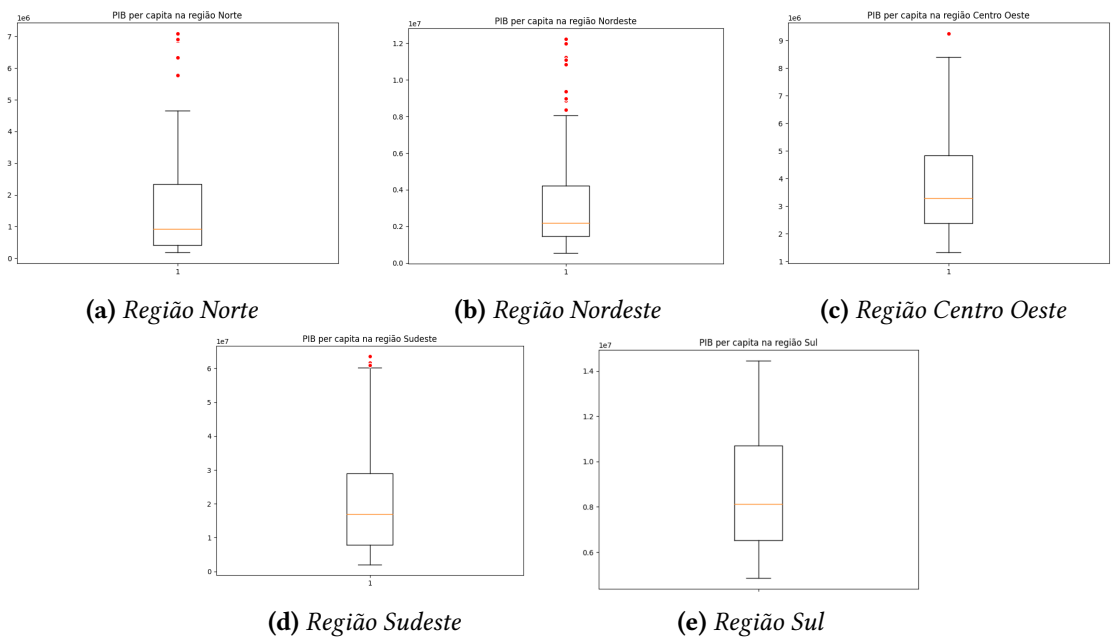 PIB per capita na região Norte
1e6
7
6
5
4
3
2
1
0
1
(a) Região Norte
PIB per capita na região Nordeste
1e7
1.2
1.0
0.8
0.6
0.4
0.2
0.0
1
(b) Região Nordeste
PIB per capita na região Centro Oeste
1e6
9
8
7
6
5
4
3
2
1
1
(c) Região Centro Oeste
PIB per capita na região Sudeste
1e7
6
5
4
3
2
1
0
1
(d) Região Sudeste
PIB per capita na região Sul
1e7
1.4
1.2
1.0
0.8
0.6
(e) Região Sul